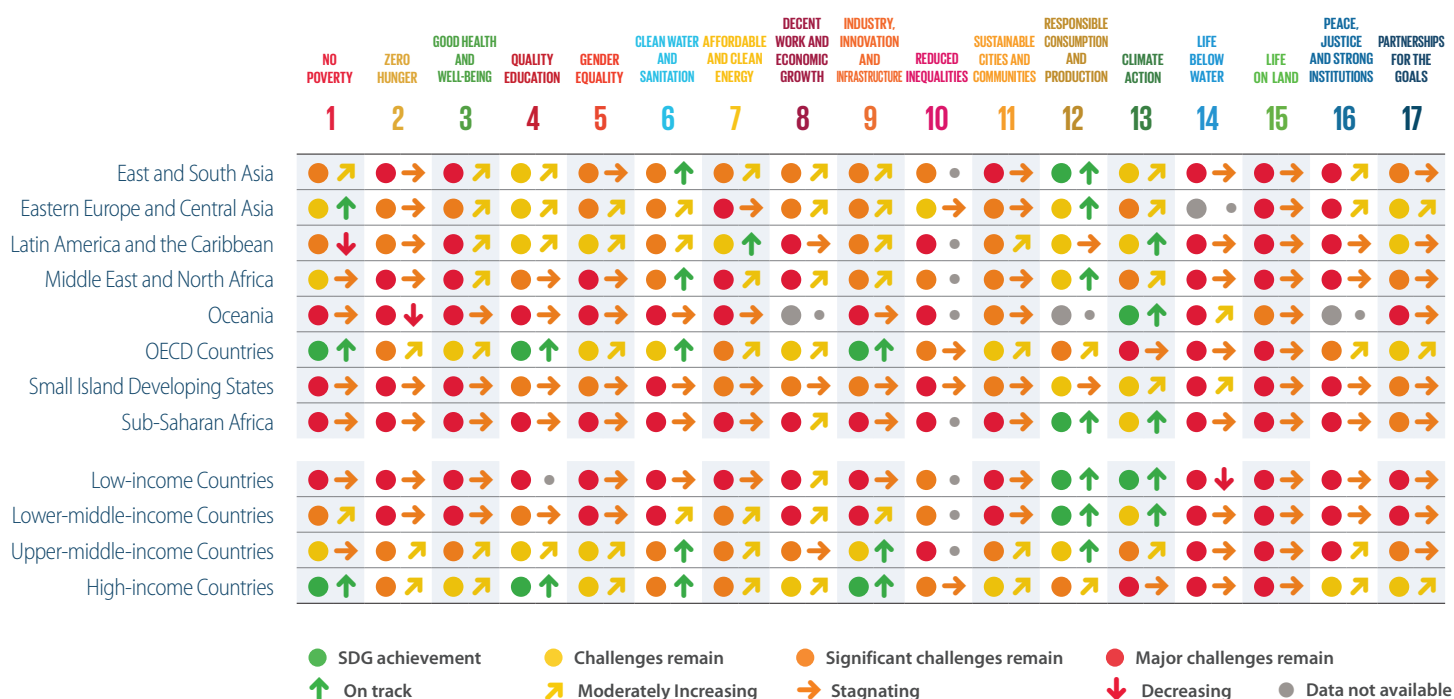 NO
POVERTY
ZERO
HUNGER
GOOD HEALTH
AND
WELL-BEING
QUALITY
EDUCATION
GENDER
EQUALITY
CLEAN WATER
AND
SANITATION
AFFORDABLE
AND CLEAN
ENERGY
DECENT
WORK AND
ECONOMIC
GROWTH
INDUSTRY,
INNOVATION
AND
INFRASTRUCTURE
REDUCED
INEQUALITIES
SUSTAINABLE
CITIES AND
COMMUNITIES
RESPONSIBLE
CONSUMPTION
AND
PRODUCTION
CLIMATE
ACTION
LIFE
BELOW
WATER
LIFE
ON LAND
PEACE,
JUSTICE
AND STRONG
INSTITUTIONS
PARTNERSHIPS
FOR THE
GOALS
1 2 3 4 5 6 7 8 9 10 11 12 13 14 15 16 17
East and South Asia
Eastern Europe and Central Asia
Latin America and the Caribbean
Middle East and North Africa
Oceania
OECD Countries
Small Island Developing States
Sub-Saharan Africa
Low-income Countries
Lower-middle-income Countries
Upper-middle-income Countries
High-income Countries
SDG achievement Challenges remain Significant challenges remain Major challenges remain
On track Moderately Increasing Stagnating Decreasing Data not available